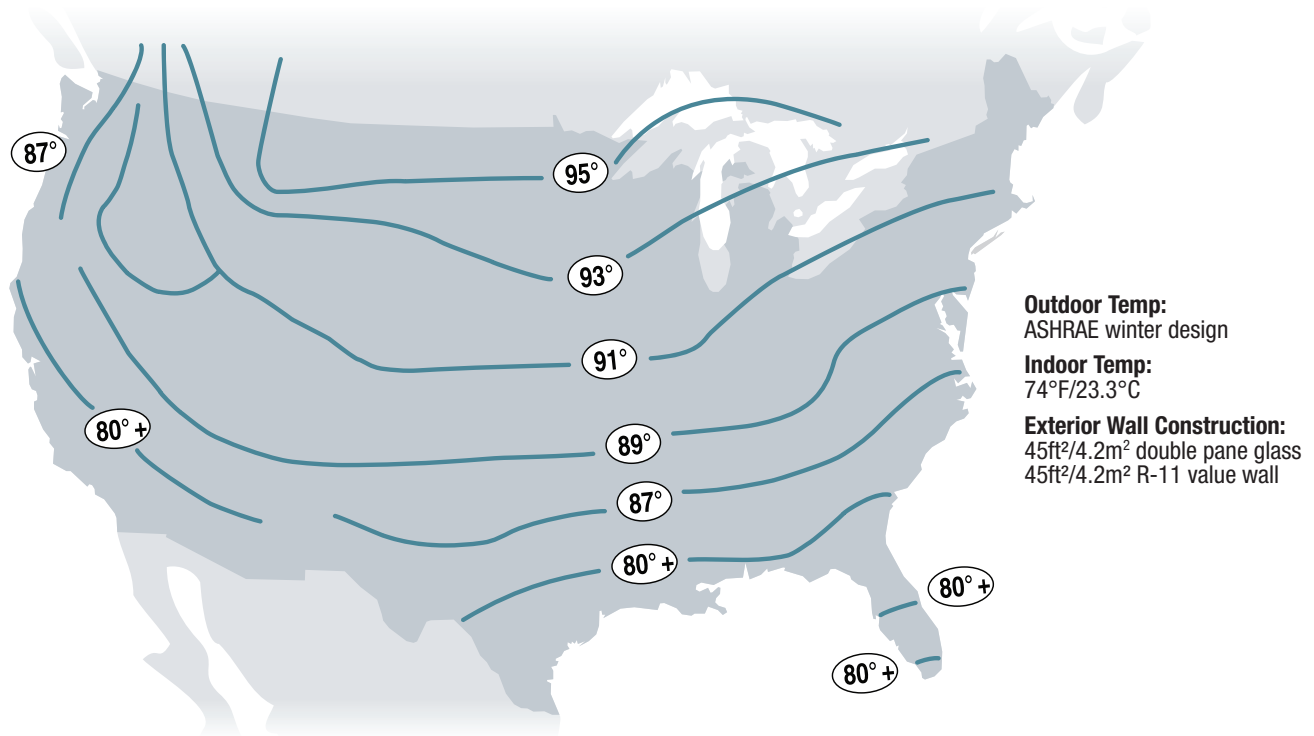 87°
95°
93°
91°
80° +
89°
87°
80° +
80° +
80° +
Outdoor Temp:
ASHRAE winter design
Indoor Temp:
74°F/23.3°C
Exterior Wall Construction:
45ft²/4.2m² double pane glass
45ft²/4.2m² R-11 value wall